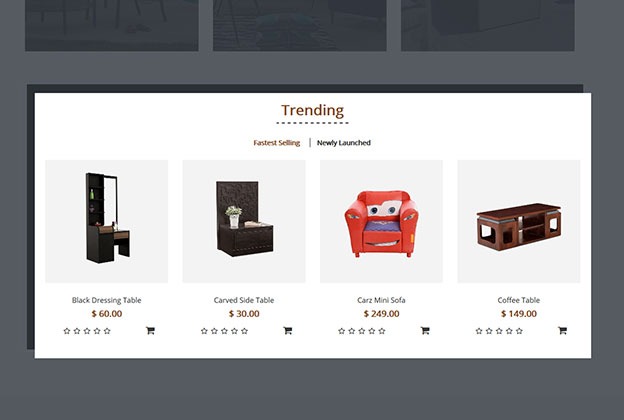 Trending
Fastest Selling | Newly Launched
Black Dressing Table
$ 60.00
Carved Side Table
$ 30.00
Carz Mini Sofa
$ 249.00
Coffee Table
$ 149.00